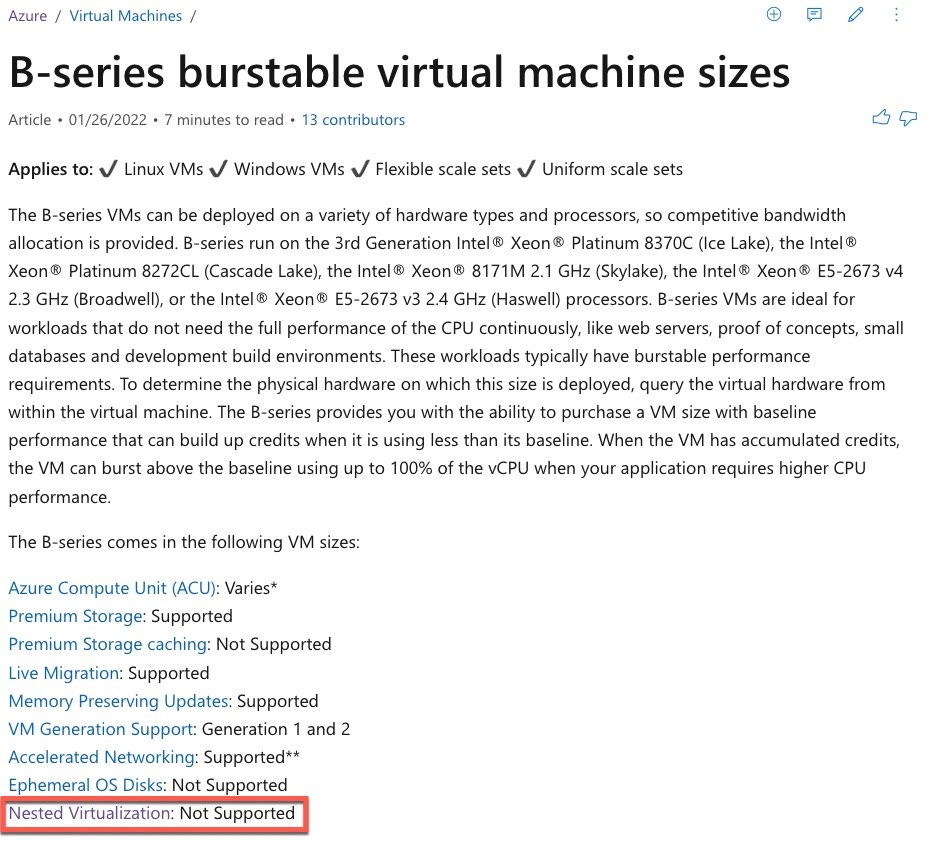 Azure / Virtual Machines /
B-series burstable virtual machine sizes
Article • 01/26/2022 • 7 minutes to read • 13 contributors
Applies to: ✔ Linux VMs ✔ Windows VMs ✔ Flexible scale sets ✔ Uniform scale sets
The B-series VMs can be deployed on a variety of hardware types and processors, so competitive bandwidth
allocation is provided. B-series run on the 3rd Generation Intel® Xeon® Platinum 8370C (Ice Lake), the Intel®
Xeon® Platinum 8272CL (Cascade Lake), the Intel® Xeon® 8171M 2.1 GHz (Skylake), the Intel® Xeon® E5-2673 v4
2.3 GHz (Broadwell), or the Intel® Xeon® E5-2673 v3 2.4 GHz (Haswell) processors. B-series VMs are ideal for
workloads that do not need the full performance of the CPU continuously, like web servers, proof of concepts, small
databases and development build environments. These workloads typically have burstable performance
requirements. To determine the physical hardware on which this size is deployed, query the virtual hardware from
within the virtual machine. The B-series provides you with the ability to purchase a VM size with baseline
performance that can build up credits when it is using less than its baseline. When the VM has accumulated credits,
the VM can burst above the baseline using up to 100% of the vCPU when your application requires higher CPU
performance.
The B-series comes in the following VM sizes:
Azure Compute Unit (ACU): Varies*
Premium Storage: Supported
Premium Storage caching: Not Supported
Live Migration: Supported
Memory Preserving Updates: Supported
VM Generation Support: Generation 1 and 2
Accelerated Networking: Supported**
Ephemeral OS Disks: Not Supported
Nested Virtualization: Not Supported